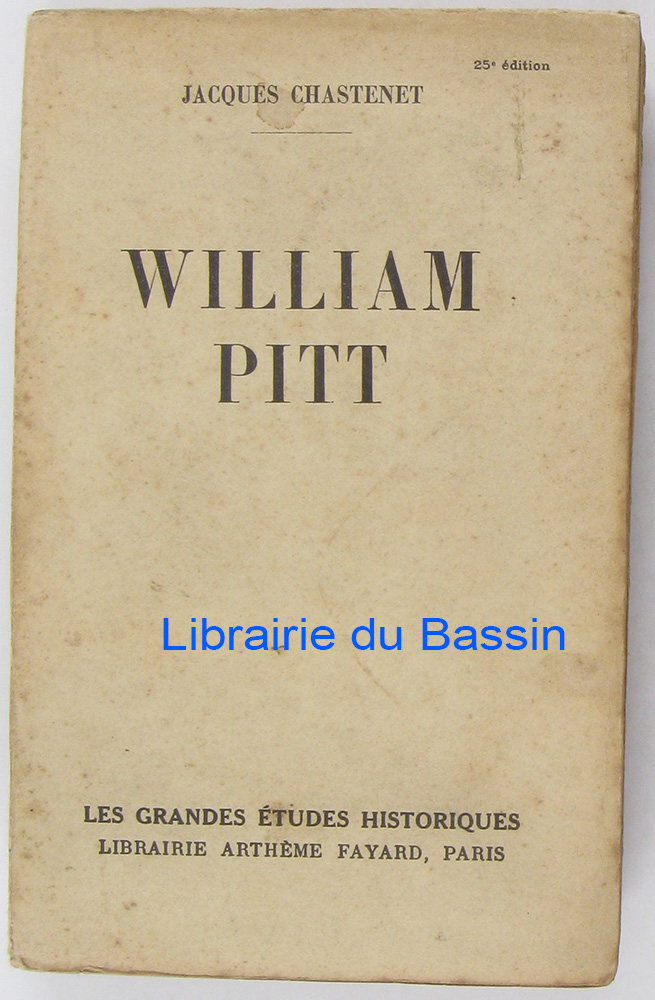 25e édition
JACQUES CHASTENET
WILLIAM
PITT
Librairie du Bassin
LES GRANDES ÉTUDES HISTORIQUES
LIBRAIRIE ARTHÈME FAYARD, PARIS